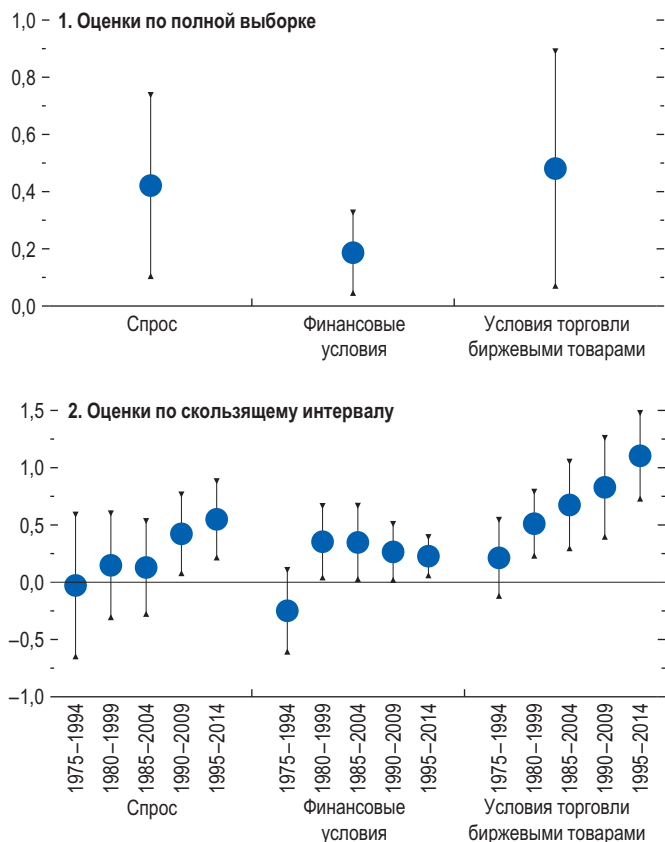 1. Оценки по полной выборке
1,0
0,8
0,6
0,4
0,2
0,0
Спрос
Финансовые
условия
Условия торговли
биржевыми товарами
2. Оценки по скользящему интервалу
1,5
1,0
0,5
0,0
–0,5
–1,0
1975–1994
1980–1999
1985–2004
1990–2009
1995–2014
1975–1994
1980–1999
1985–2004
1990–2009
1995–2014
1975–1994
1980–1999
1985–2004
1990–2009
1995–2014
Спрос
Финансовые
условия
Условия торговли
биржевыми товарами